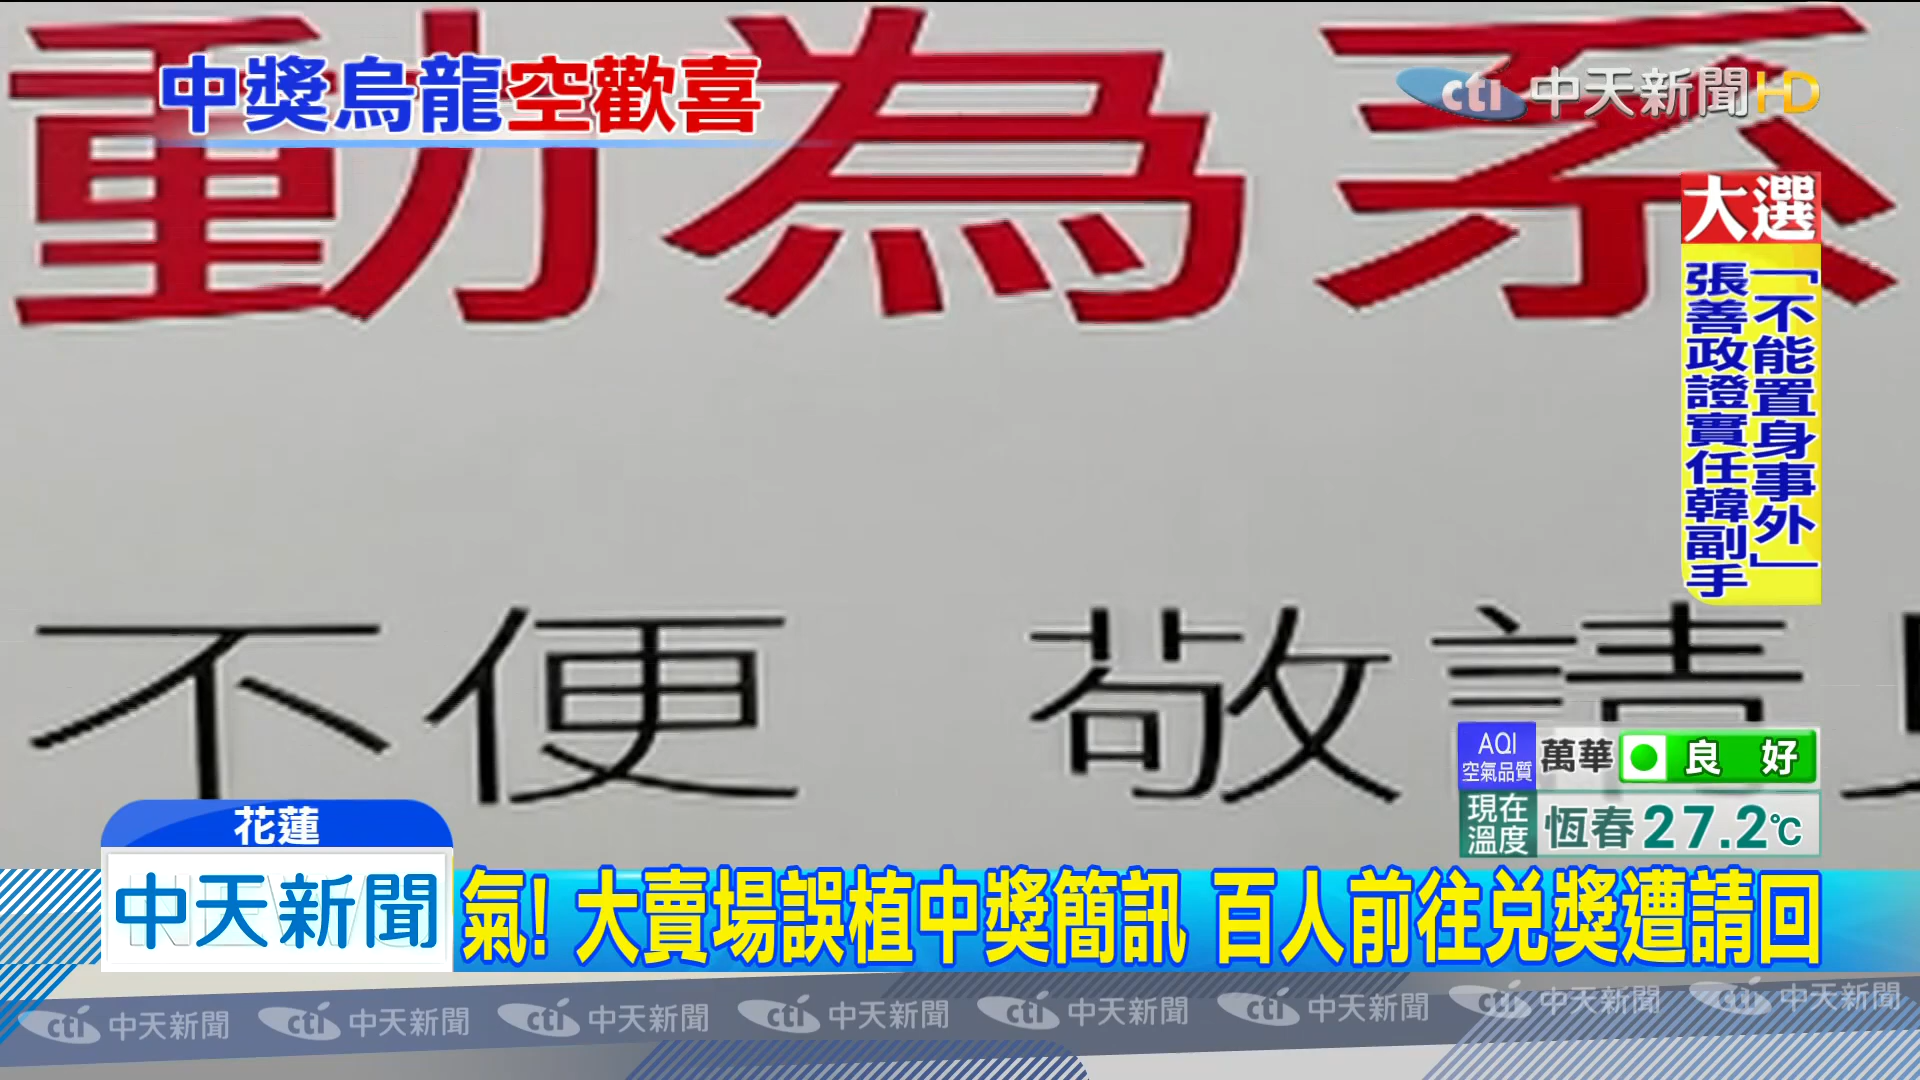 動為系
中獎烏龍空歡喜
cti 中天新聞HD
大選
「不能置身事外」
張善政證實任韓副手
不便 敬請
AQI
空氣品質
萬華
良 好
現在
溫度
恆春27.2℃
花蓮
中天新聞
氣! 大賣場誤植中獎簡訊 百人前往兌獎遭請回
cti 中天新聞 cti 中天新聞 cti 中天新聞 cti 中天新聞 cti 中天新聞 cti 中天新聞 cti 中天新聞 cti 中天新聞